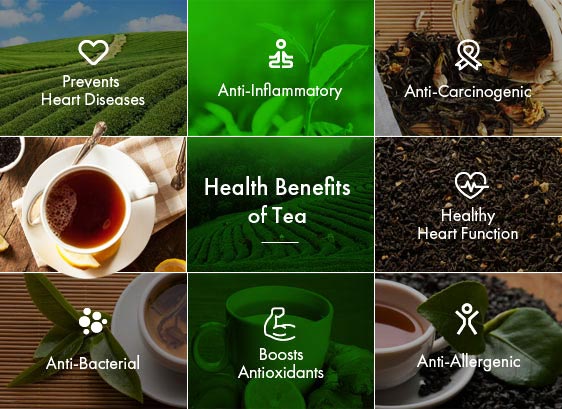 Prevents
Heart Diseases
Anti-Inflammatory
Anti-Carcinogenic
Health Benefits
of Tea
Healthy
Heart Function
Anti-Bacterial
Boosts
Antioxidants
Anti-Allergenic